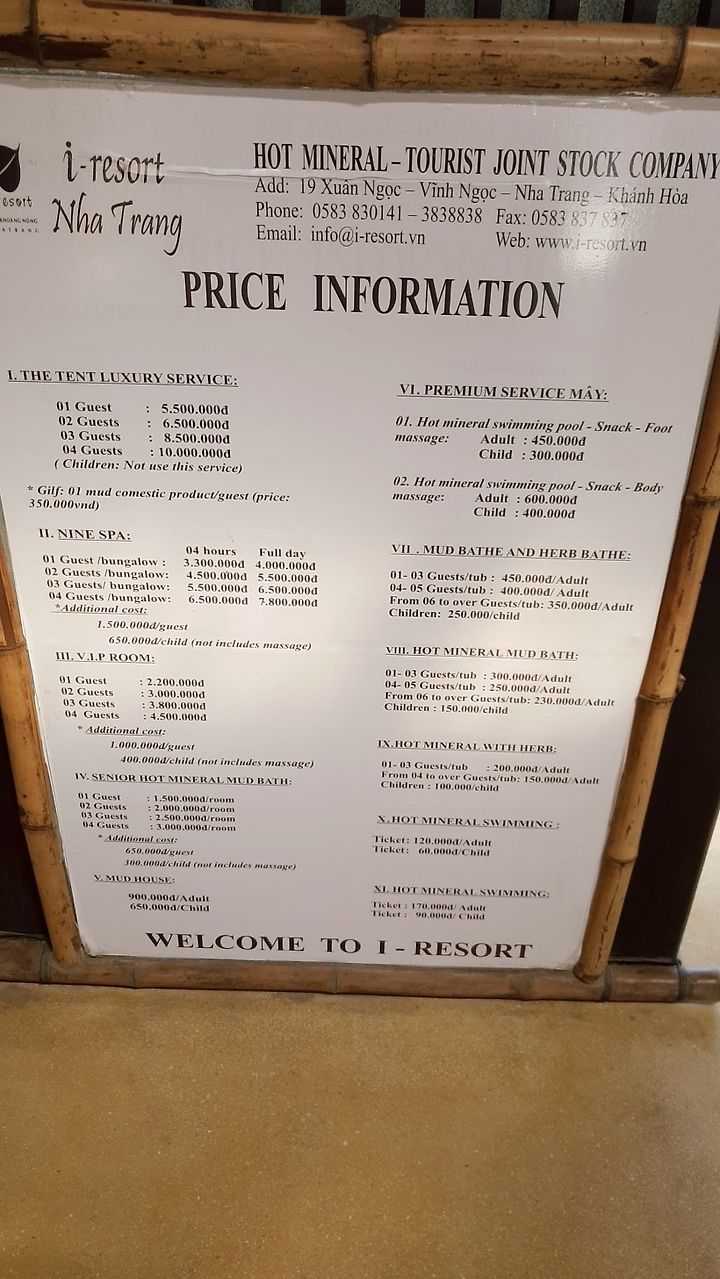 i-resort
Nha Trang
esort
HOT MINERAL – TOURIST JOINT STOCK COMPANY
Add: 19 Xuân Ngọc – Vĩnh Ngọc – Nha Trang – Khánh Hòa
Phone: 0583 830141 – 3838838 Fax: 0583 837 837
Email: info@i-resort.vn Web: www.i-resort.vn
PRICE INFORMATION
I. THE TENT LUXURY SERVICE:
01 Guest : 5.500.000đ
02 Guests : 6.500.000đ
03 Guests : 8.500.000đ
04 Guests : 10.000.000đ
( Children: Not use this service)
* Gilf: 01 mud comestic product/guest (price:
350.000vnd)
II. NINE SPA:
04 hours Full day
01 Guest /bungalow : 3.300.000đ 4.000.000đ
02 Guests /bungalow: 4.500.000đ 5.500.000đ
03 Guests/ bungalow: 5.500.000đ 6.500.000đ
04 Guests /bungalow: 6.500.000đ 7.800.000đ
*Additional cost:
1.500.000đ/guest
650.000đ/child (not includes massage)
III. V.I.P ROOM:
01 Guest : 2.200.000đ
02 Guests : 3.000.000đ
03 Guests : 3.800.000đ
04 Guests : 4.500.000đ
* Additional cost:
1.000.000đ/guest
400.000đ/child (not includes massage)
IV. SENIOR HOT MINERAL MUD BATH:
01 Guest : 1.500.000đ/room
02 Guests : 2.000.000đ/room
03 Guests : 2.500.000đ/room
04 Guests : 3.000.000đ/room
* Additional cost:
650.000đ/guest
300.000đ/child (not includes massage)
V. MUD HOUSE:
900.000đ/Adult
650.000đ/Child
VI. PREMIUM SERVICE MÂY:
01. Hot mineral swimming pool - Snack - Foot
massage: Adult : 450.000đ
Child : 300.000đ
02. Hot mineral swimming pool - Snack - Body
massage: Adult : 600.000đ
Child : 400.000đ
VII . MUD BATHE AND HERB BATHE:
01- 03 Guests/tub : 450.000đ/Adult
04- 05 Guests/tub : 400.000đ/ Adult
From 06 to over Guests/tub: 350.000đ/Adult
Children: 250.000/child
VIII. HOT MINERAL MUD BATH:
01- 03 Guests/tub : 300.000đ/Adult
04- 05 Guests/tub : 250.000đ/Adult
From 06 to over Guests/tub: 230.000đ/Adult
Children : 150.000/child
IX.HOT MINERAL WITH HERB:
01- 03 Guests/tub : 200.000đ/Adult
From 04 to over Guests/tub: 150.000đ/Adult
Children : 100.000/child
X. HOT MINERAL SWIMMING :
Ticket: 120.000đ/Adult
Ticket: 60.000đ/Child
XI. HOT MINERAL SWIMMING:
Ticket : 170.000đ/ Adult
Ticket : 90.000đ/ Child
WELCOME TO I - RESORT